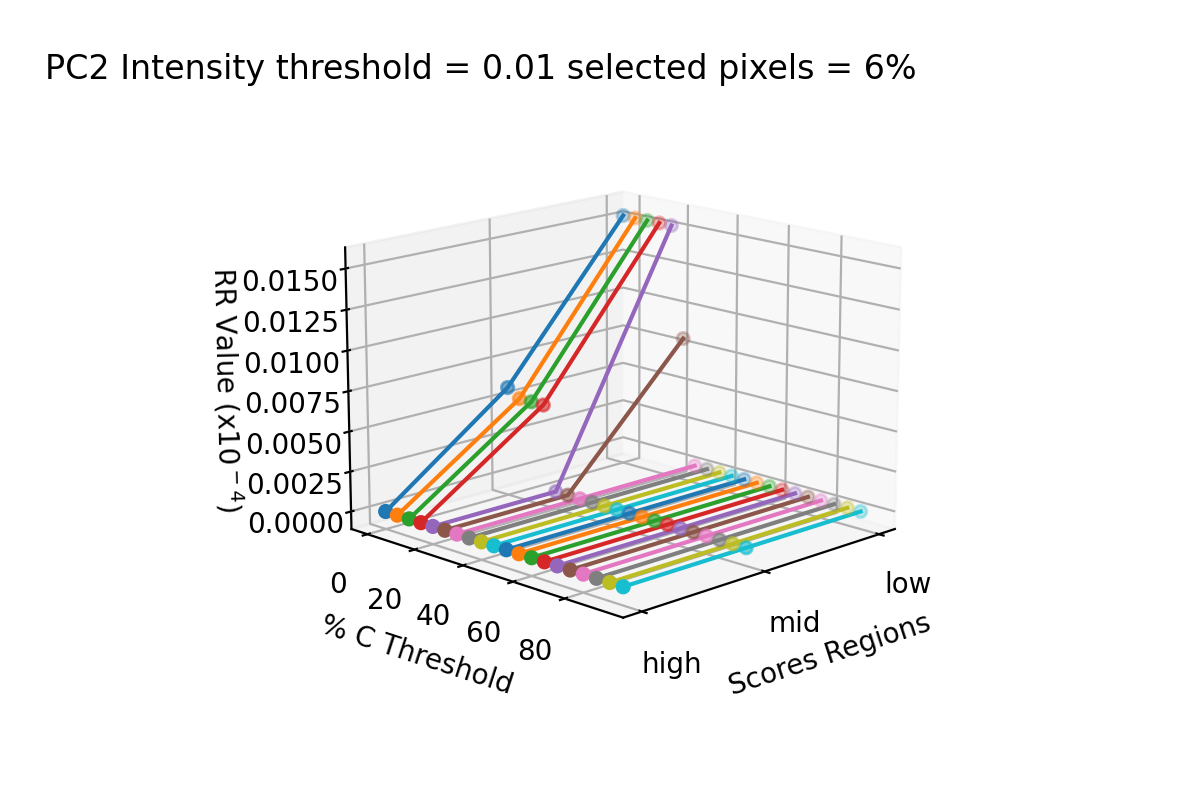 PC2 Intensity threshold = 0.01 selected pixels = 6%
0.0150
0.0125
0.0100
0.0075
0.0050
0.0025
0.0000
RR Value (x10⁻⁴)
0
20
40
60
80
% C Threshold
high
mid
low
Scores Regions